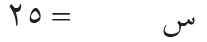 س = ٢٥